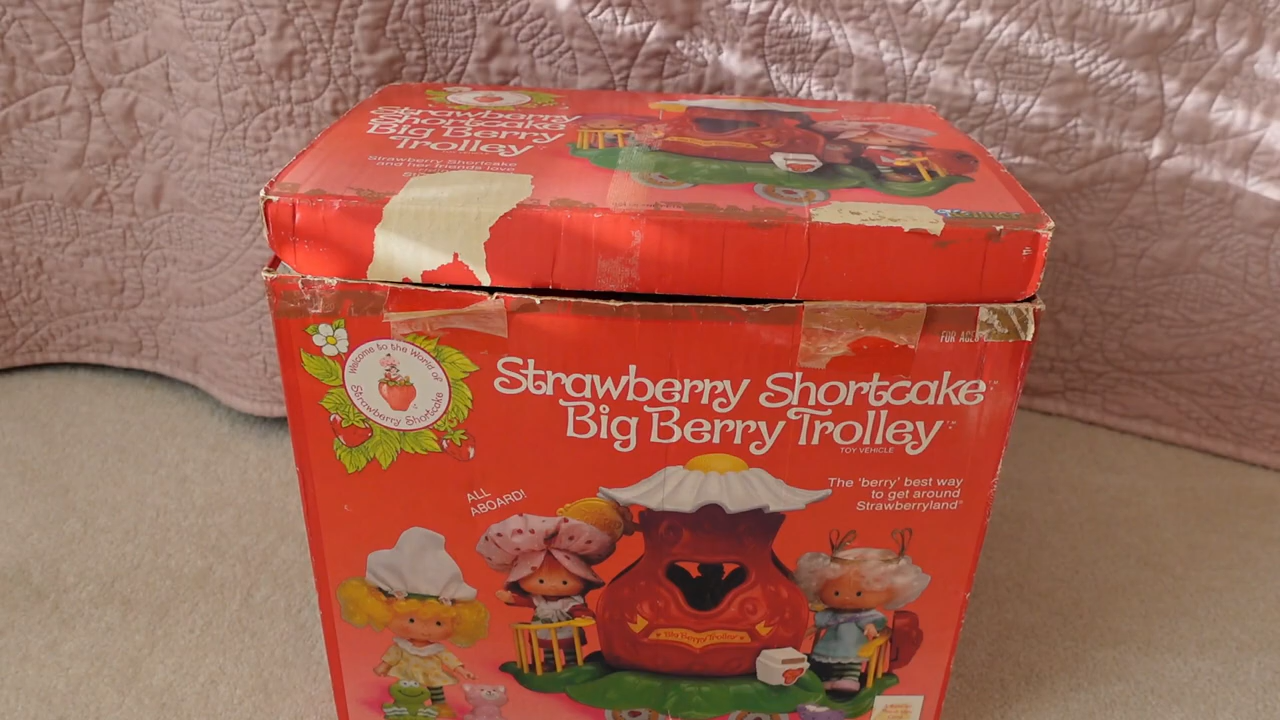 Strawberry
Shortcake
Big Berry
Trolley
Strawberry Shortcake
and her friends love
FOR AGES
Welcome to the World of
Strawberry Shortcake
Strawberry Shortcake™
Big Berry Trolley™
TOY VEHICLE
The 'berry' best way
to get around
Strawberryland
ALL
ABOARD!
Big Berry Trolley